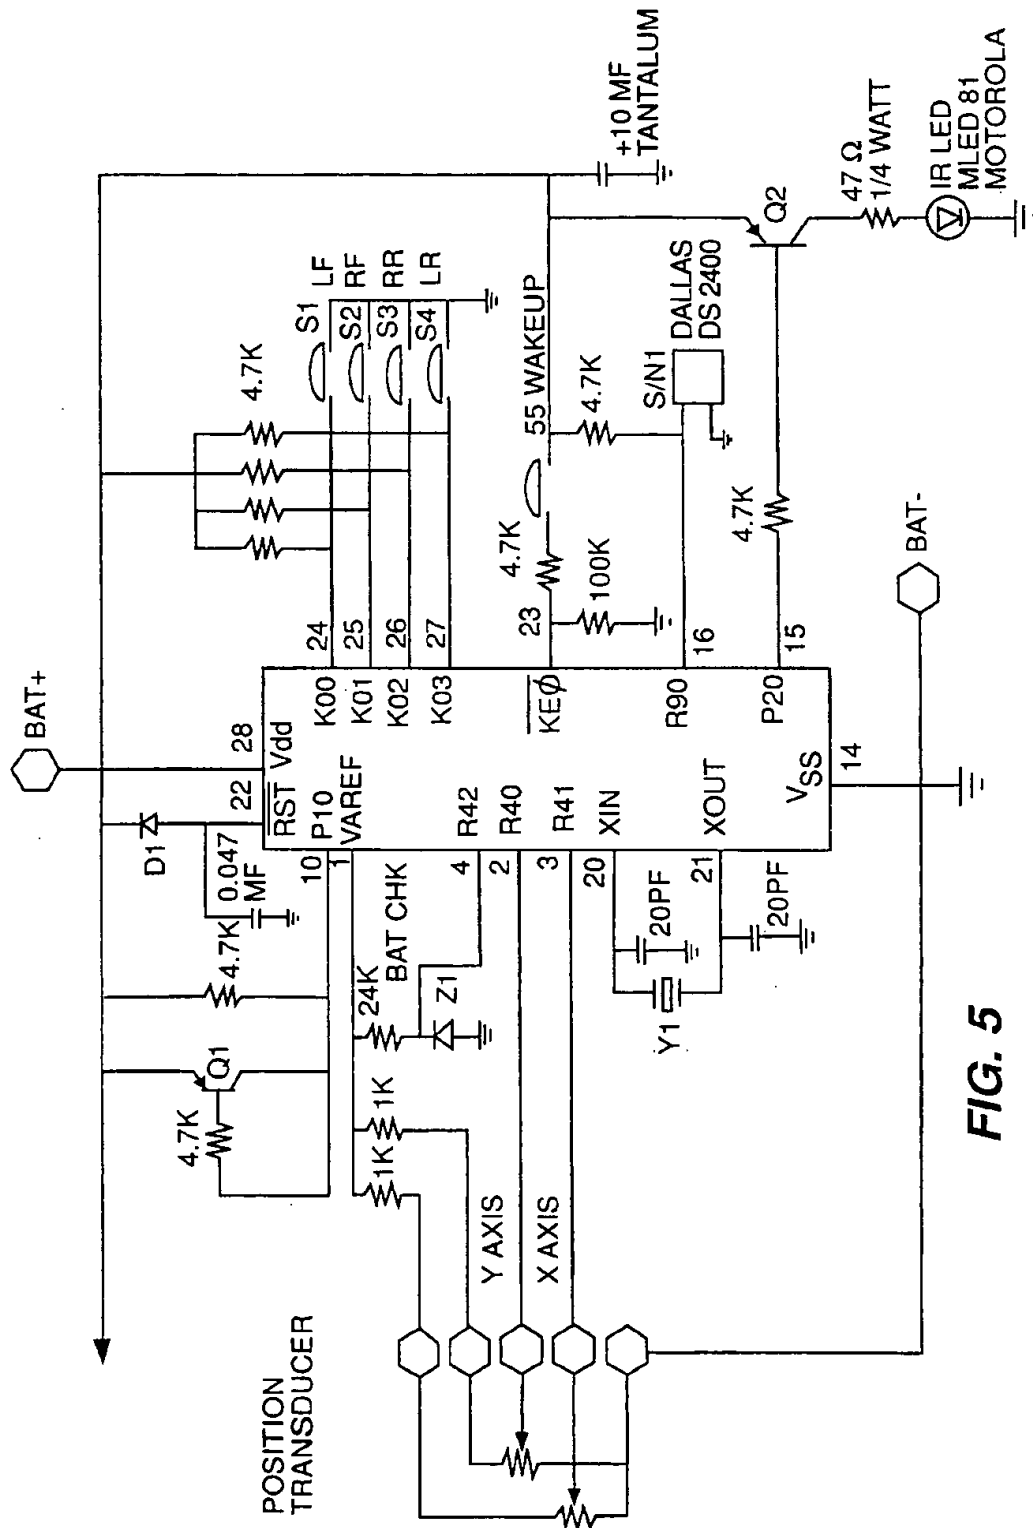 POSITION
TRANSDUCER
BAT+
4.7K
Q1
4.7K
D1
0.047
MF
22
28
RST
Vdd
10
P10
1
VAREF
BAT CHK
24K
1K
1K
Z1
4
R42
Y AXIS
2
R40
X AXIS
3
R41
20
XIN
20PF
Y1
21
XOUT
20PF
VSS
14
K00
24
K01
25
K02
26
K03
27
4.7K
S1
LF
S2
RF
S3
RR
S4
LR
KEØ
23
4.7K
55 WAKEUP
100K
4.7K
R90
16
S/N1
DALLAS
DS 2400
P20
15
4.7K
Q2
+10 MF
TANTALUM
47 Ω
1/4 WATT
IR LED
MLED 81
MOTOROLA
BAT-
FIG. 5